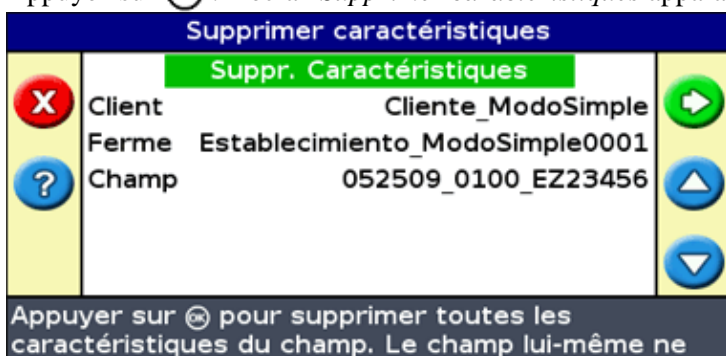 Supprimer caractéristiques
Suppr. Caractéristiques
Client Cliente_ModoSimple
Ferme Establecimiento_ModoSimple0001
Champ 052509_0100_EZ23456
Appuyer sur OK pour supprimer toutes les
caractéristiques du champ. Le champ lui-même ne